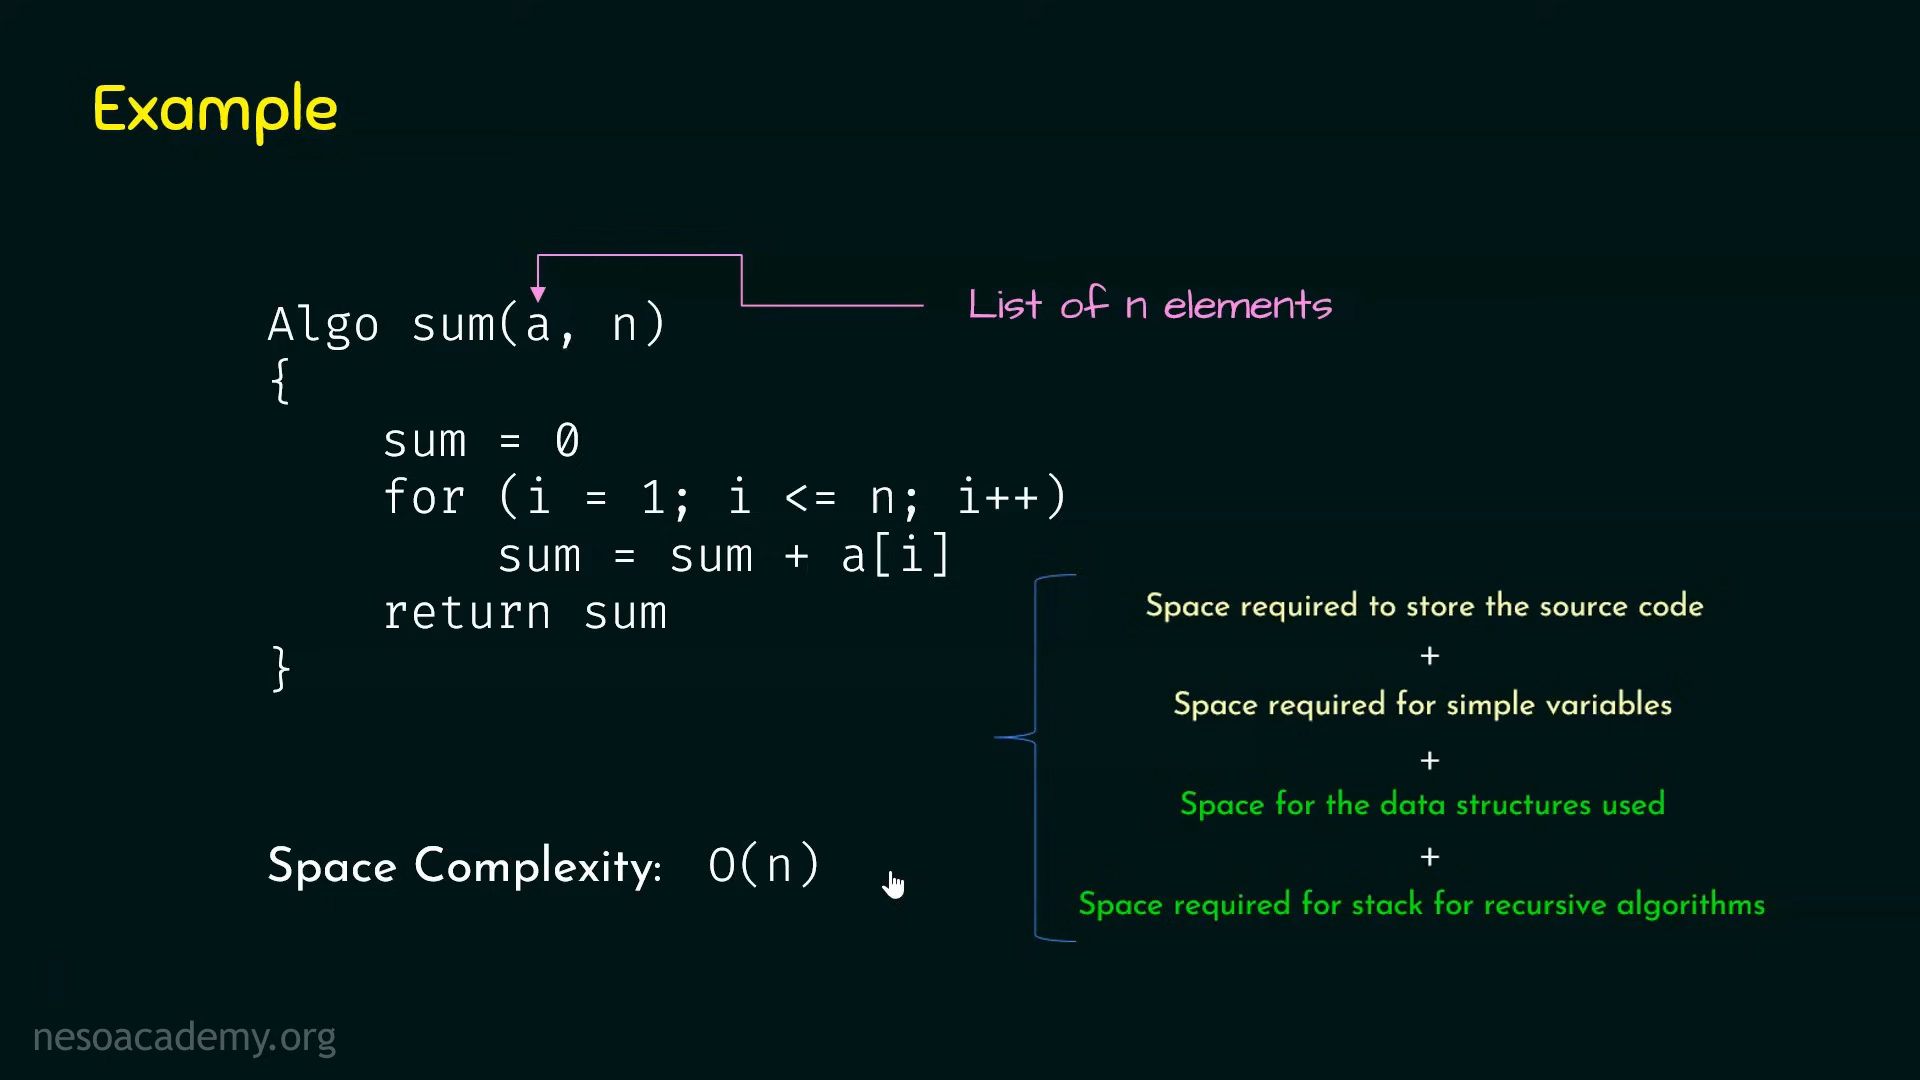 Example
List of n elements
Algo sum(a, n)
{
sum = 0
for (i = 1; i <= n; i++)
sum = sum + a[i]
return sum
}
Space required to store the source code
+
Space required for simple variables
+
Space for the data structures used
+
Space required for stack for recursive algorithms
Space Complexity: O(n)
nesoacademy.org